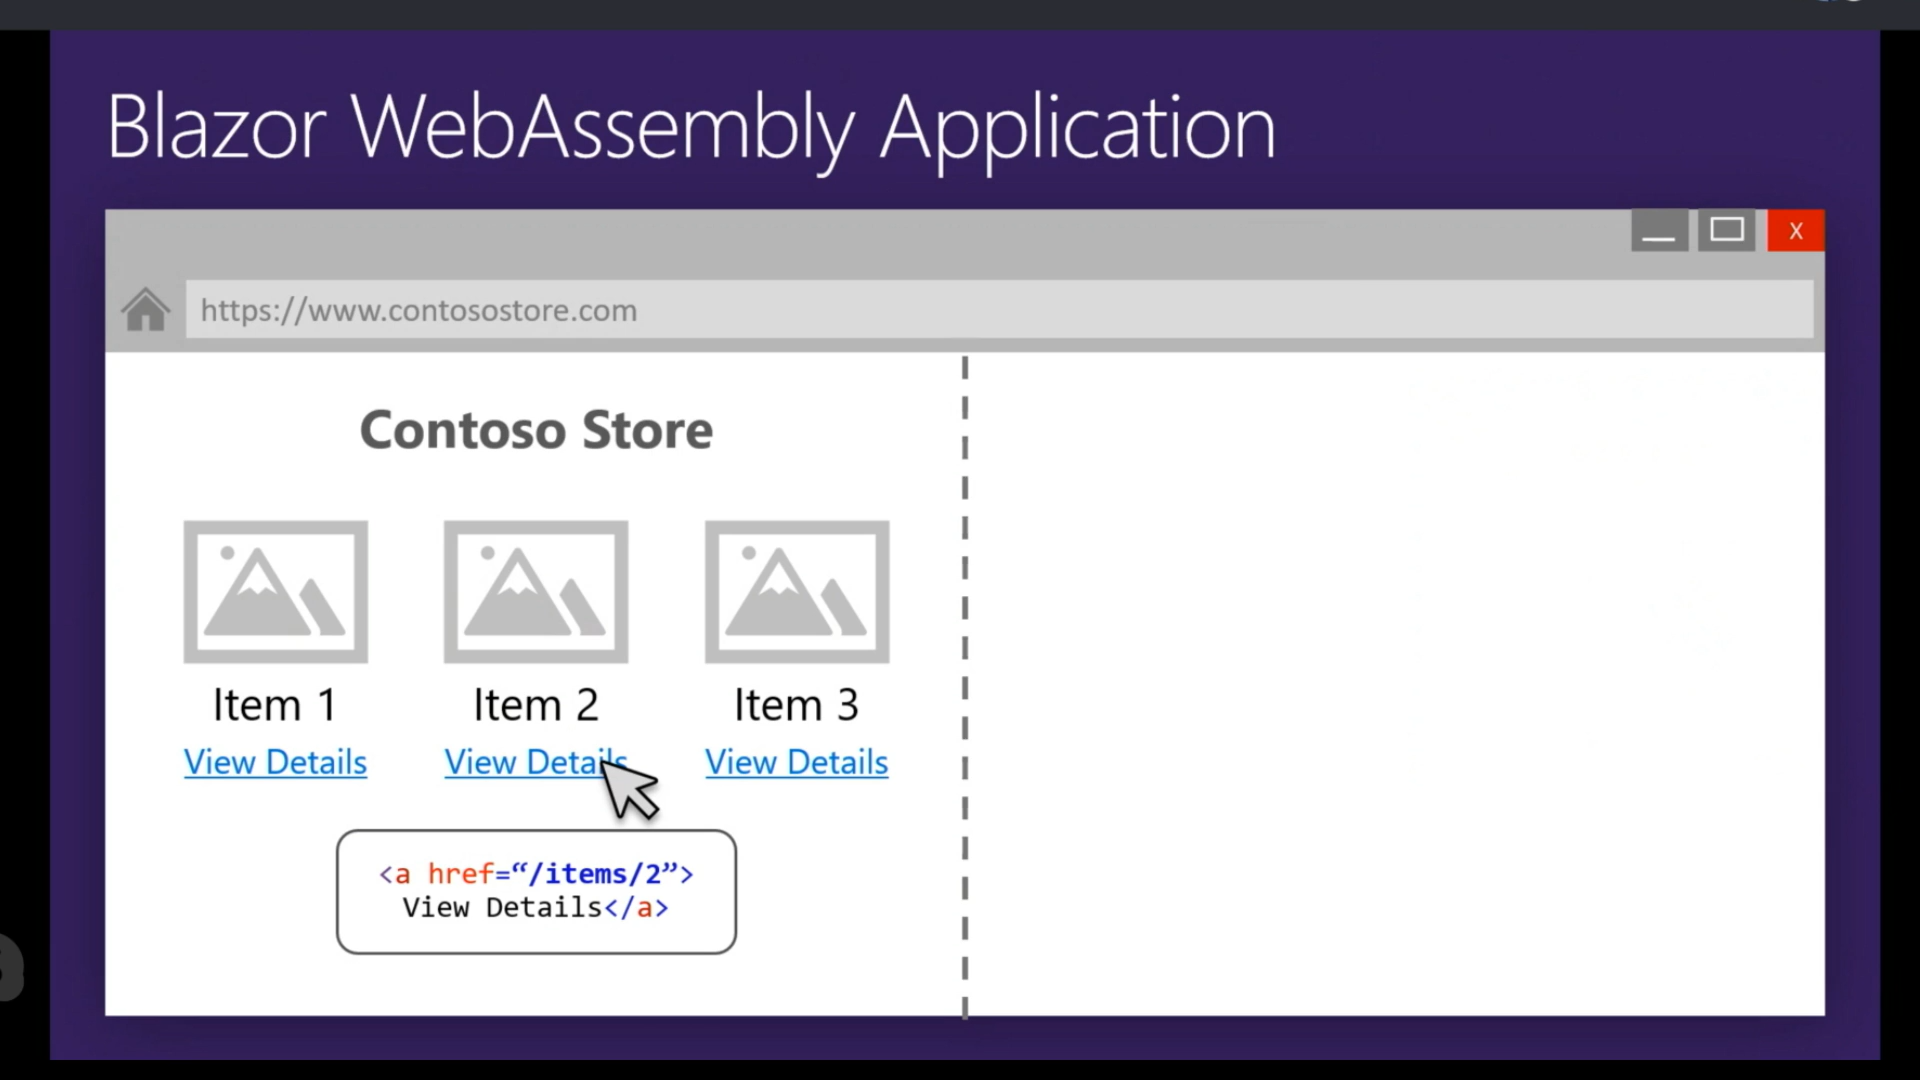 Blazor WebAssembly Application
X
https://www.contosostore.com
Contoso Store
Item 1
Item 2
Item 3
View Details
View Details
View Details
<a href=“/items/2”>
View Details</a>